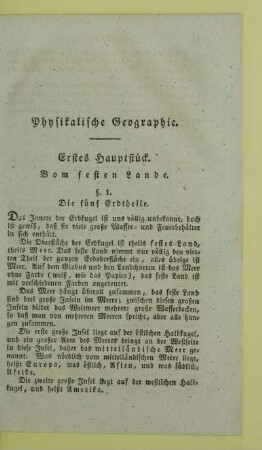 Physikalische Geographie.
Erstes Hauptstück.
Vom festen Lande.
§. 1.
Die fünf Erdtheile.
Das Innere der Erdkugel ist uns völlig unbekannt, doch
ist gewiß, daß sie viele große Wasser- und Feuerbehälter
in sich enthält.
Die Oberfläche der Erdkugel ist theils festes Land,
theils Meer. Das feste Land nimmt nur völlig den vier-
ten Theil der ganzen Erdoberfläche ein, alles übrige ist
Meer. Auf dem Globus und den Landcharten ist das Meer
ohne Farbe (weiß, wie das Papier), das feste Land ist
mit verschiedenen Farben angedeutet.
Das Meer hängt überall zusammen, das feste Land
sind drei große Inseln im Meere; zwischen diesen großen
Inseln bildet das Weltmeer mehrere große Wasserbecken,
so daß man von mehreren Meeren spricht, aber alle hän-
gen zusammen.
Die erste große Insel liegt auf der östlichen Halbkugel,
und ein großer Arm des Meeres dringt an der Westseite
in diese Insel, daher das mittelländische Meer ge-
nannt. Was nördlich vom mittelländischen Meere liegt,
heißt Europa, was östlich, Asien, und was südlich,
Afrika.
Die zweite große Insel liegt auf der westlichen Halb-
kugel, und heißt Amerika.